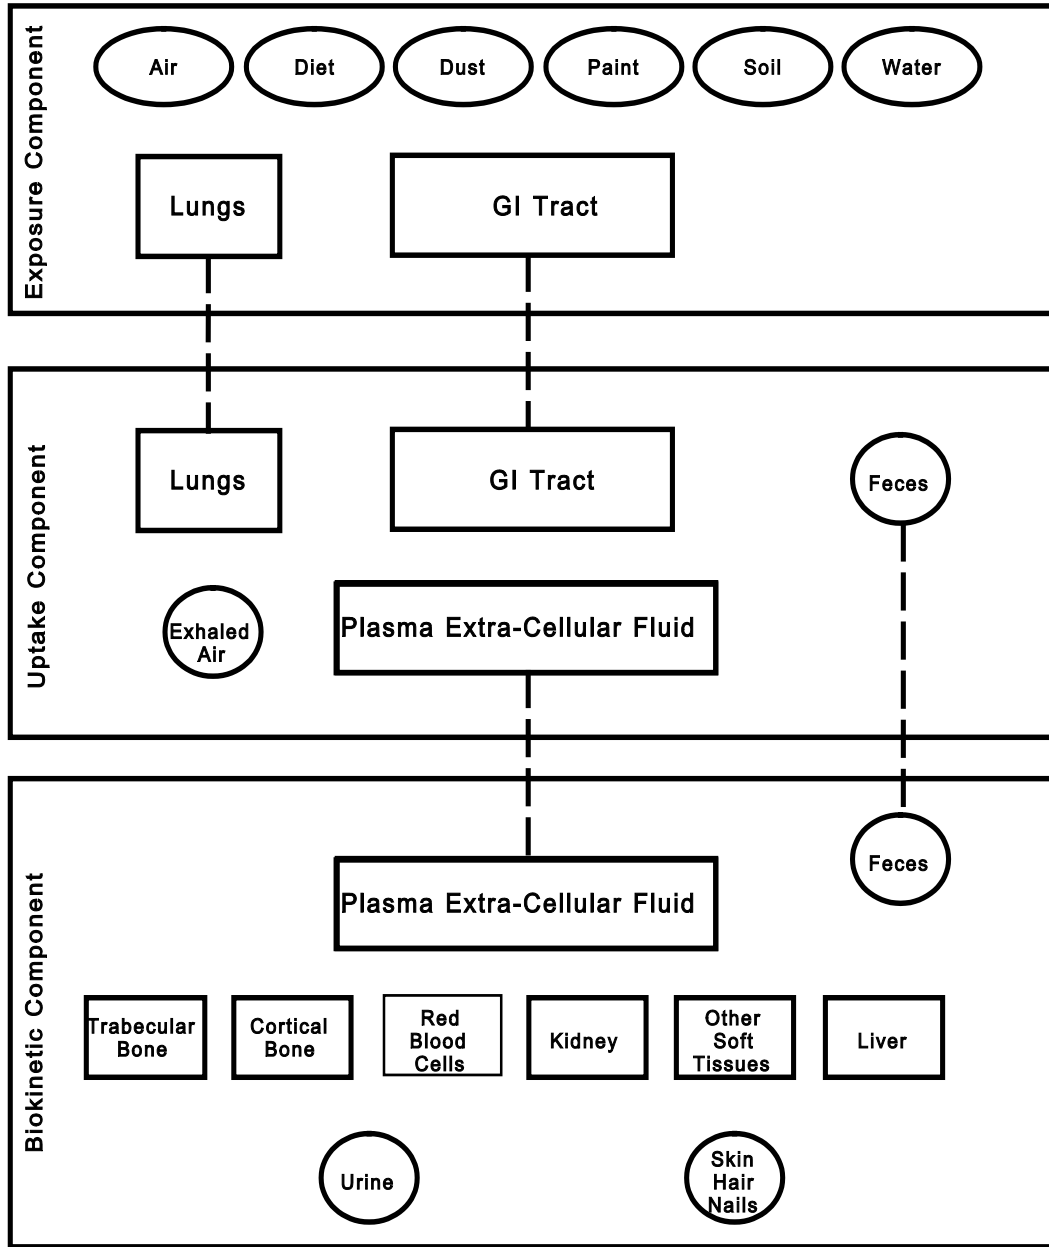 Exposure Component
Air
Diet
Dust
Paint
Soil
Water
Lungs
GI Tract
Uptake Component
Lungs
GI Tract
Feces
Exhaled
Air
Plasma Extra-Cellular Fluid
Biokinetic Component
Plasma Extra-Cellular Fluid
Feces
Trabecular
Bone
Cortical
Bone
Red
Blood
Cells
Kidney
Other
Soft
Tissues
Liver
Urine
Skin
Hair
Nails